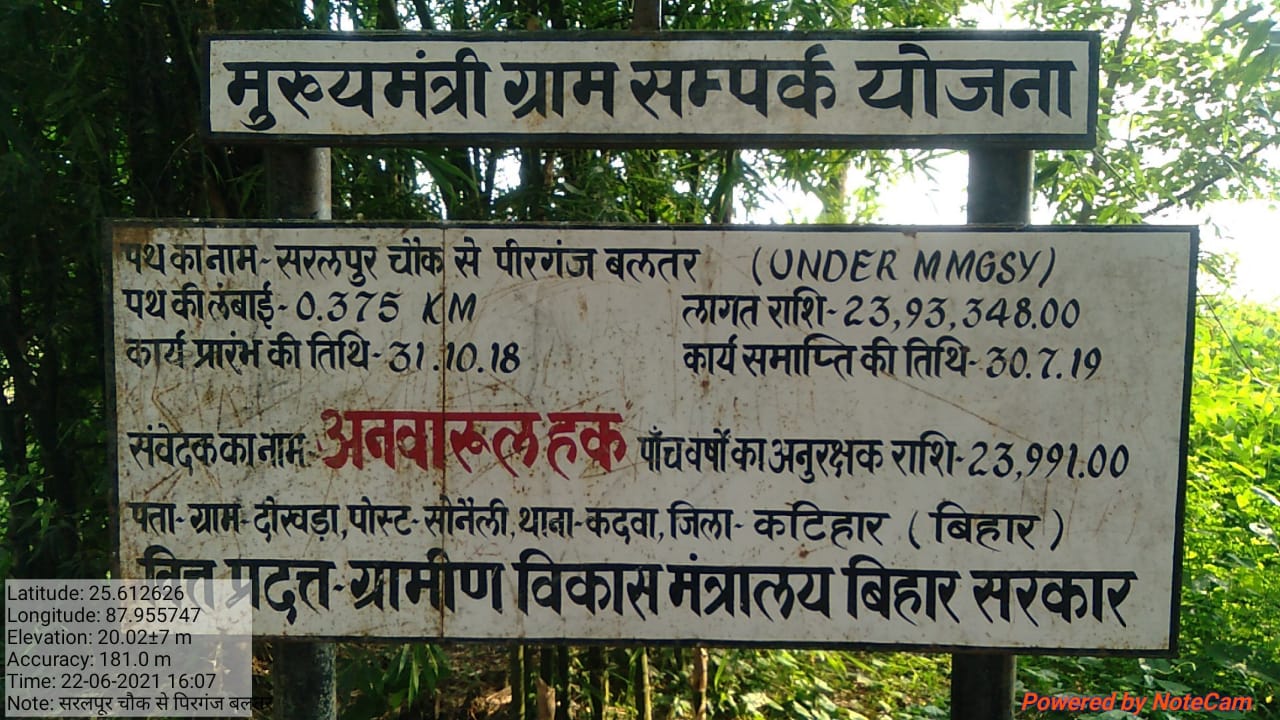 मुख्यमंत्री ग्राम सम्पर्क योजना
पथ का नाम- सरलपुर चौक से पीरगंज बलतर (UNDER MMGSY)
पथ की लंबाई- 0.375 KM लागत राशि- 23,93,348.00
कार्य प्रारंभ की तिथि- 31.10.18 कार्य समाप्ति की तिथि- 30.7.19
संवेदक का नाम- अनवारूल हक पाँच वर्षों का अनुरक्षक राशि- 23,991.00
पता- ग्राम- दीखड़ा, पोस्ट- सोनैली, थाना- कदवा, जिला- कटिहार (बिहार)
वित्त प्रदत्त- ग्रामीण विकास मंत्रालय बिहार सरकार
Latitude: 25.612626
Longitude: 87.955747
Elevation: 20.02±7 m
Accuracy: 181.0 m
Time: 22-06-2021 16:07
Note: सरलपूर चौक से पिरगंज बलतर
Powered by NoteCam